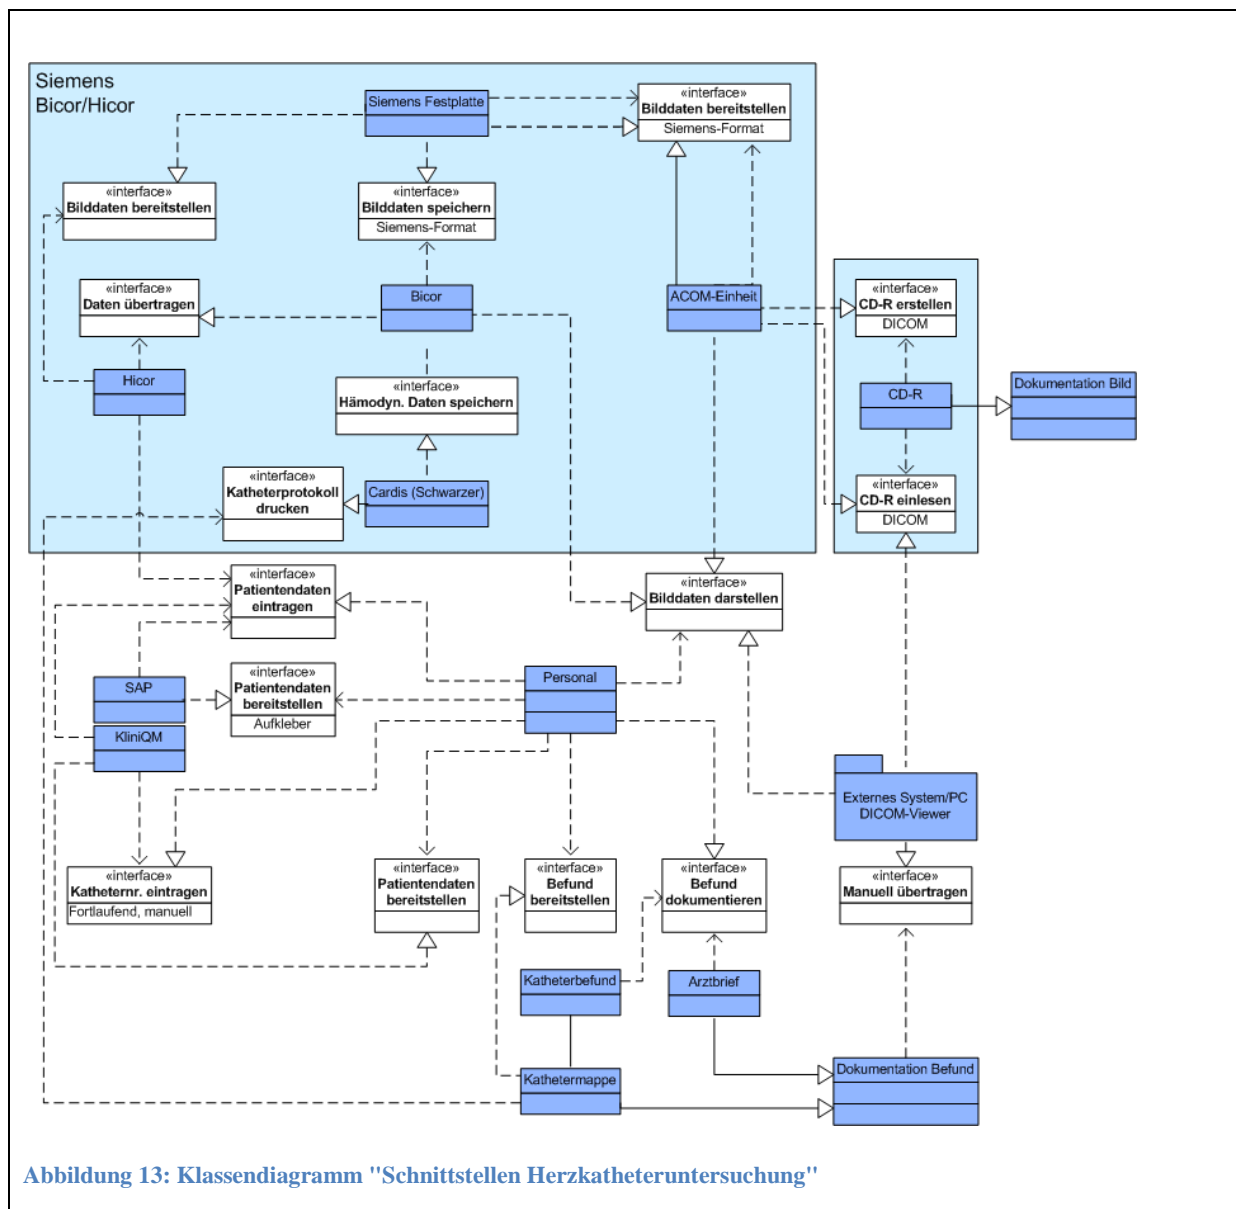 Siemens
Bicor/Hicor
Siemens Festplatte
«interface»
Bilddaten bereitstellen
Siemens-Format
«interface»
Bilddaten bereitstellen
«interface»
Bilddaten speichern
Siemens-Format
«interface»
Daten übertragen
Bicor
ACOM-Einheit
«interface»
CD-R erstellen
DICOM
Hicor
«interface»
Hämodyn. Daten speichern
CD-R
Dokumentation Bild
«interface»
Katheterprotokoll
drucken
Cardis (Schwarzer)
«interface»
CD-R einlesen
DICOM
«interface»
Patientendaten
eintragen
«interface»
Bilddaten darstellen
SAP
«interface»
Patientendaten
bereitstellen
Aufkleber
Personal
KliniQM
Externes System/PC
DICOM-Viewer
«interface»
Katheternr. eintragen
Fortlaufend, manuell
«interface»
Patientendaten
bereitstellen
«interface»
Befund
bereitstellen
«interface»
Befund
dokumentieren
«interface»
Manuell übertragen
Katheterbefund
Arztbrief
Kathetermappe
Dokumentation Befund
Abbildung 13: Klassendiagramm "Schnittstellen Herzkatheteruntersuchung"